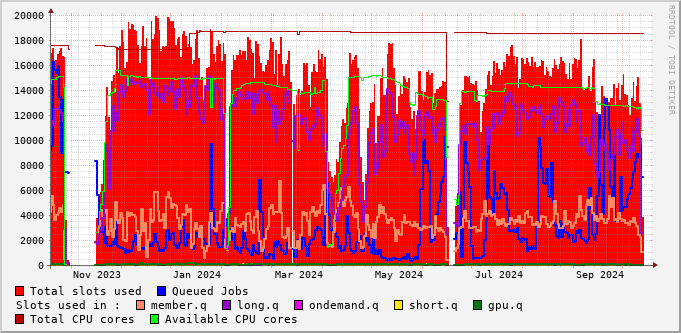 20000
18000
16000
14000
12000
10000
8000
6000
4000
2000
0
Nov 2023 Jan 2024 Mar 2024 May 2024 Jul 2024 Sep 2024
Total slots used Queued Jobs
Slots used in : member.q long.q ondemand.q short.q gpu.q
Total CPU cores Available CPU cores
RRDTOOL / TOBI OETIKER